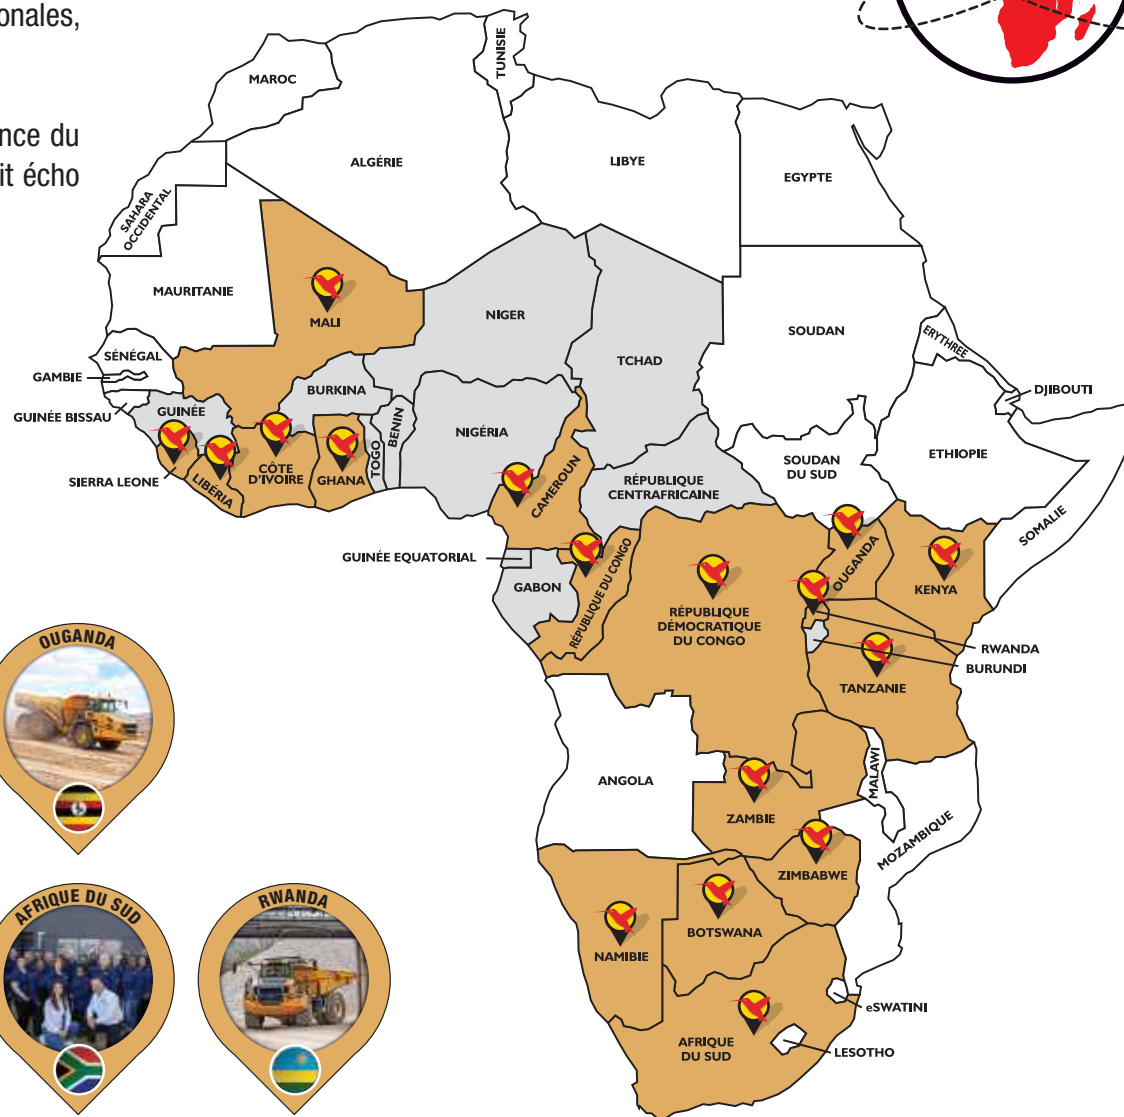 onales,
nce du
it écho
TUNISIE
MAROC
ALGÉRIE
LIBYE
EGYPTE
SAHARA
OCCIDENTAL
MAURITANIE
MALI
NIGER
TCHAD
SOUDAN
ERYTHREE
SÉNÉGAL
GAMBIE
GUINÉE BISSAU
GUINÉE
BURKINA
DJIBOUTI
NIGÉRIA
BENIN
TOGO
SIERRA LEONE
LIBÉRIA
CÔTE
D'IVOIRE
GHANA
CAMEROUN
RÉPUBLIQUE
CENTRAFRICAINE
SOUDAN
DU SUD
ETHIOPIE
SOMALIE
GUINÉE EQUATORIAL
GABON
RÉPUBLIQUE DU CONGO
RÉPUBLIQUE
DÉMOCRATIQUE
DU CONGO
OUGANDA
KENYA
RWANDA
BURUNDI
TANZANIE
OUGANDA
ANGOLA
ZAMBIE
MALAWI
MOZAMBIQUE
ZIMBABWE
NAMIBIE
BOTSWANA
AFRIQUE DU SUD
RWANDA
eSWATINI
AFRIQUE
DU SUD
LESOTHO